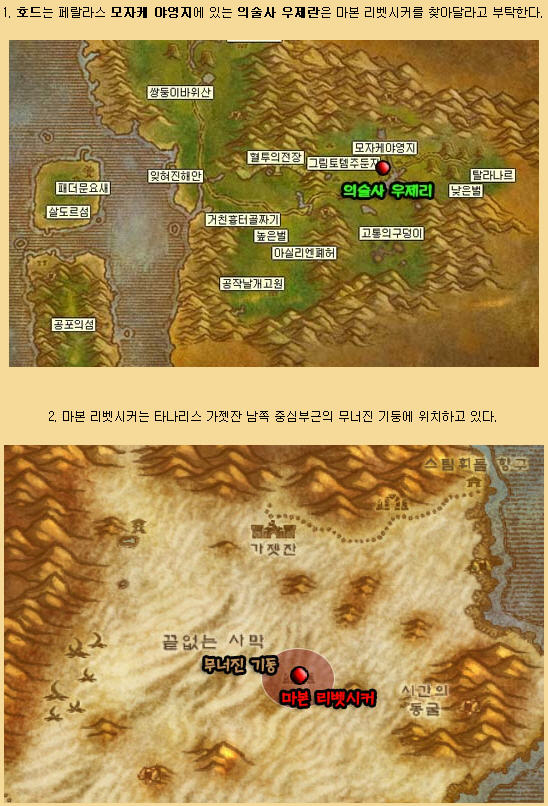 1. 호드는 페랄라스 모자케 야영지에 있는 의술사 우제란은 마본 리벳시커를 찾아달라고 부탁한다.
쌍둥이바위산
모자케야영지
혈투의전장
그림토템주둔지
잊혀진해안
탈라나르
패더문요새
의술사 우제리
낮은벌
살도르섬
거친흉터골짜기
높은벌
고통의구덩이
아실리엔폐허
공작날개고원
공포의섬
2. 마본 리벳시커는 타나리스 가젯잔 남쪽 중심부근의 무너진 기둥에 위치하고 있다.
스팀휘들 항구
가젯잔
끝없는 사막
무너진 기둥
마본 리벳시커
시간의
동굴